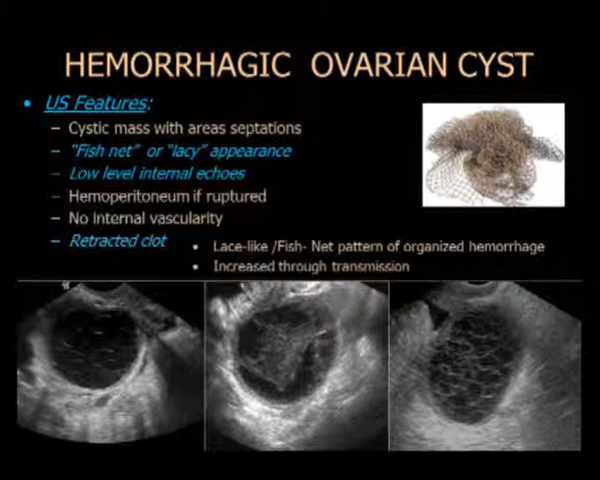 HEMORRHAGIC OVARIAN CYST
• US Features:
– Cystic mass with areas septations
– "Fish net" or "lacy" appearance
– Low level internal echoes
– Hemoperitoneum if ruptured
– No internal vascularity
– Retracted clot
• Lace-like /Fish- Net pattern of organized hemorrhage
• Increased through transmission